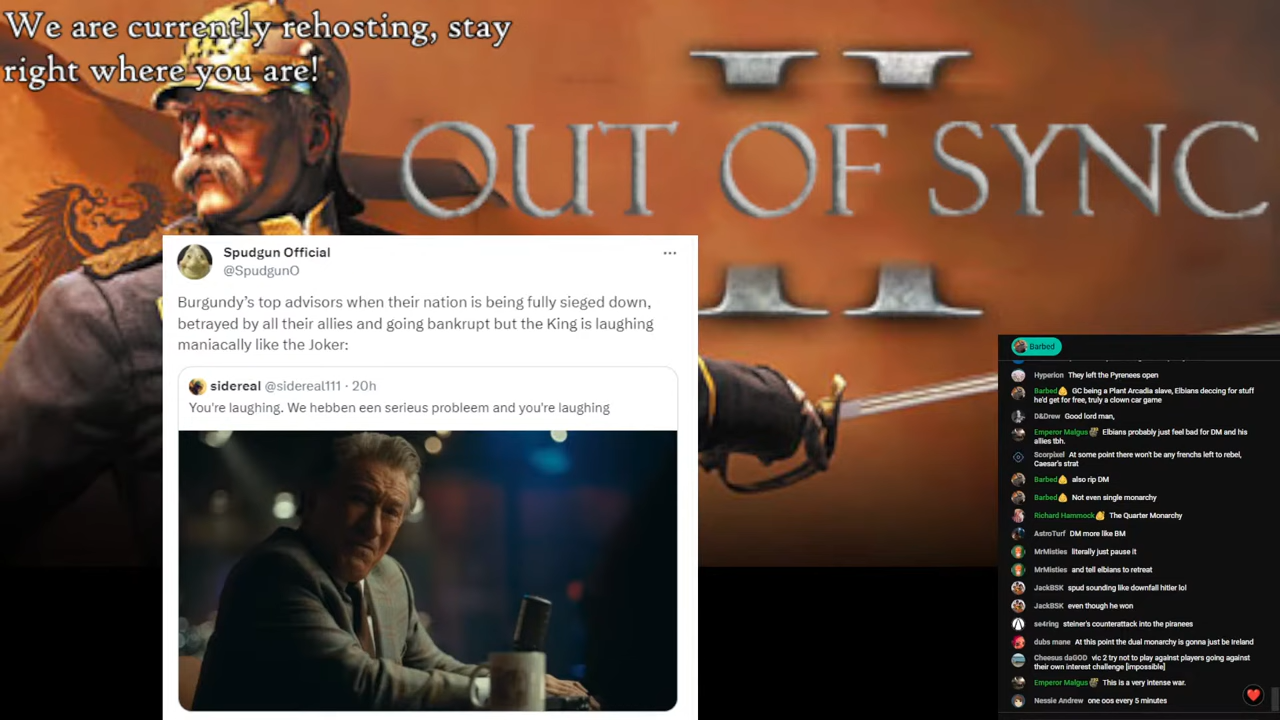 We are currently rehosting, stay
right where you are!
II
OUT OF SYNC
II
Spudgun Official
@SpudgunO
Burgundy’s top advisors when their nation is being fully sieged down,
betrayed by all their allies and going bankrupt but the King is laughing
maniacally like the Joker:
sidereal @sidereal111 · 20h
You're laughing. We hebben een serieus probleem and you're laughing
Barbed
Hyperion They left the Pyrenees open
Barbed GC being a Plant Arcadia slave, Elbians deccing for stuff
he'd get for free, truly a clown car game
D&Drew Good lord man,
Emperor Malgus Elbians probably just feel bad for DM and his
allies tbh.
Scorpixel At some point there won't be any frenchs left to rebel,
Caesar's strat
Barbed also rip DM
Barbed Not even single monarchy
Richard Hammock The Quarter Monarchy
AstroTurf DM more like BM
MrMisties literally just pause it
MrMisties and tell elbians to retreat
JackBSK spud sounding like downfall hitler lol
JackBSK even though he won
se4ring steiner's counterattack into the piranees
dubs mane At this point the dual monarchy is gonna just be Ireland
Cheesus daGOD vic 2 try not to play against players going against
their own interest challenge [impossible]
Emperor Malgus This is a very intense war.
Nessie Andrew one oos every 5 minutes